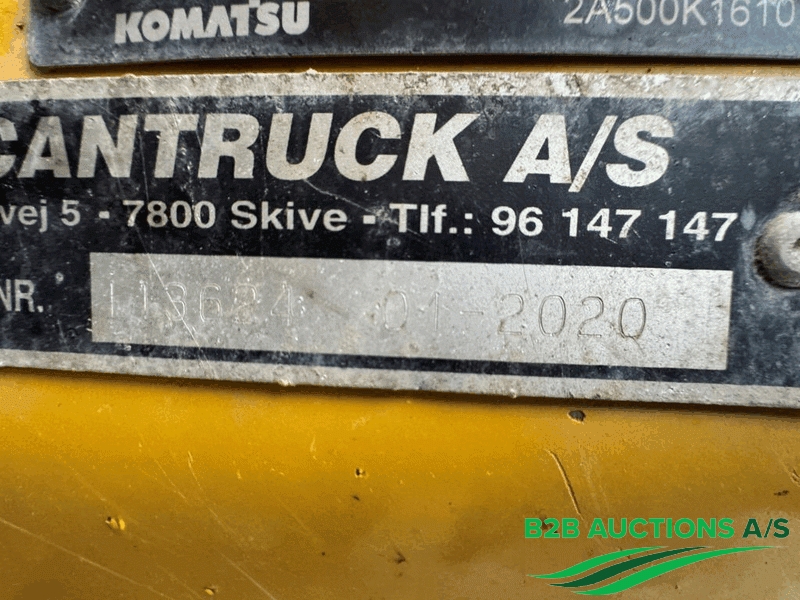 KOMATSU 2A500K1610
CANTRUCK A/S
vej 5 - 7800 Skive - Tlf.: 96 147 147
NR. 113624 01-2020
B2B AUCTIONS A/S